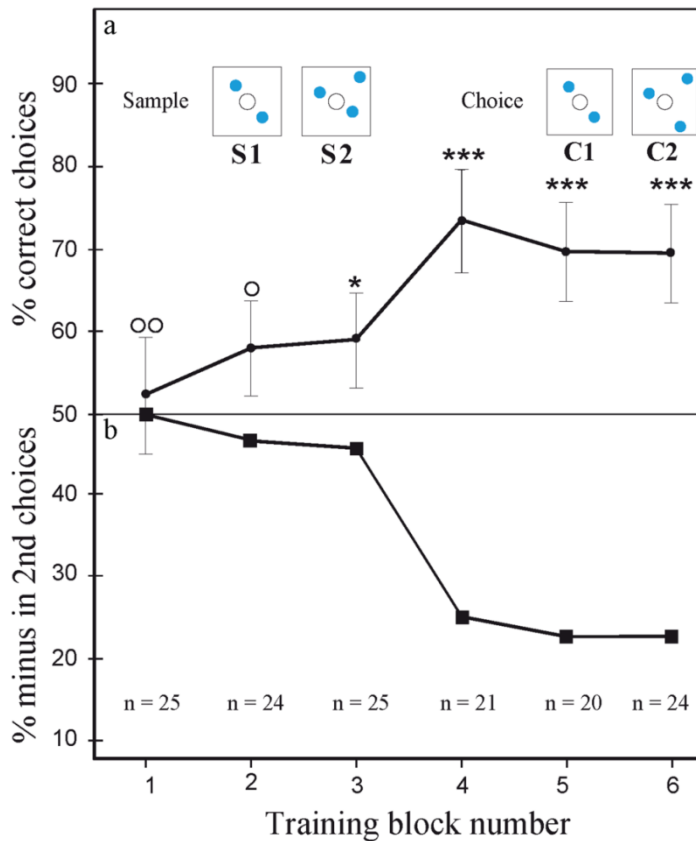 a
Sample
S1
S2
Choice
C1
C2
% correct choices
90
80
70
60
50
○○
○
*
***
***
***
b
% minus in 2nd choices
40
30
20
10
n = 25
n = 24
n = 25
n = 21
n = 20
n = 24
1
2
3
4
5
6
Training block number